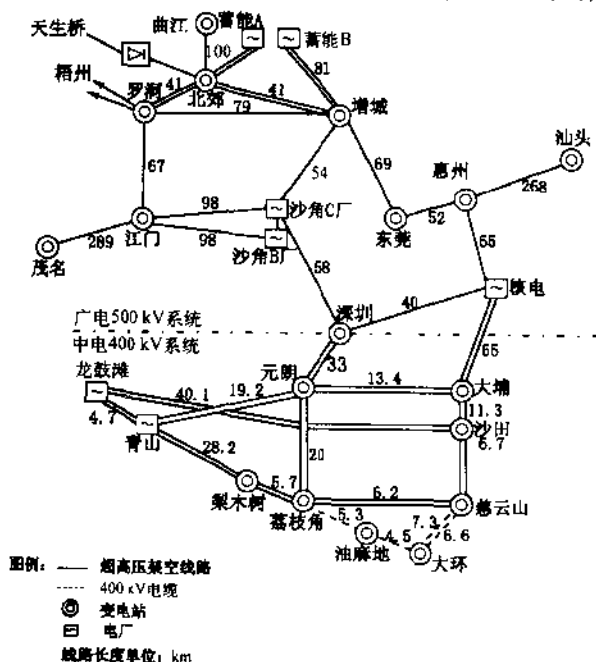 天生桥
曲江
蓄能A
蓄能B
100
81
梧州
41
北郊
41
罗洞
79
增城
汕头
67
54
69
惠州
268
98
沙角C厂
52
东莞
江门
98
沙角B厂
289
茂名
55
58
核电
深圳
40
广电500 kV系统
中电400 kV系统
33
65
龙鼓滩
元朗
40.1
19.2
13.4
大埔
4.7
11.3
青山
沙田
28.2
6.7
20
5.7
6.2
梨木树
荔枝角
慈云山
5.3
7.3
6.6
4.5
油麻地
大环
图例：
超高压架空线路
400 kV电缆
变电站
电厂
线路长度单位：km